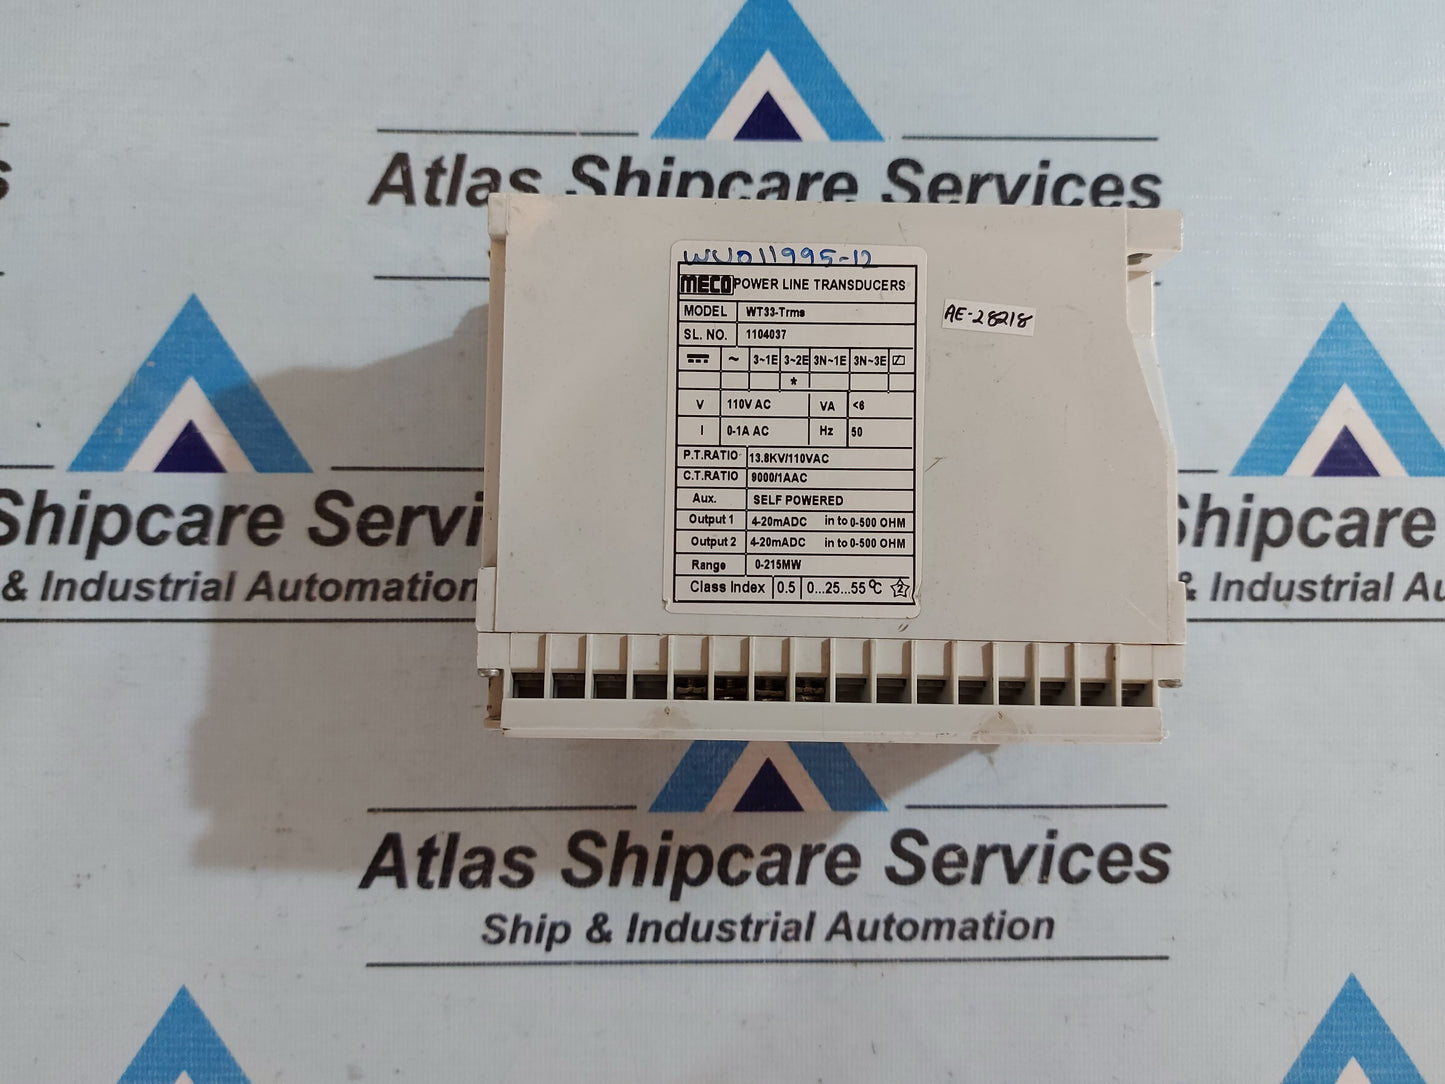 Atlas Shipcare Services
WU011995-12
MECO POWER LINE TRANSDUCERS
MODEL WT33-Trms
SL. NO. 1104037
AE-28218
~ 3~1E 3~2E 3N~1E 3N~3E
*
V 110V AC VA <6
I 0-1A AC Hz 50
P.T.RATIO 13.8KV/110VAC
C.T.RATIO 9000/1AAC
Aux. SELF POWERED
Output 1 4-20mADC in to 0-500 OHM
Output 2 4-20mADC in to 0-500 OHM
Range 0-215MW
Class Index 0.5 0...25...55°C 2
Shipcare Servi
& Industrial Automation
Shipcare
& Industrial Au
Atlas Shipcare Services
Ship & Industrial Automation